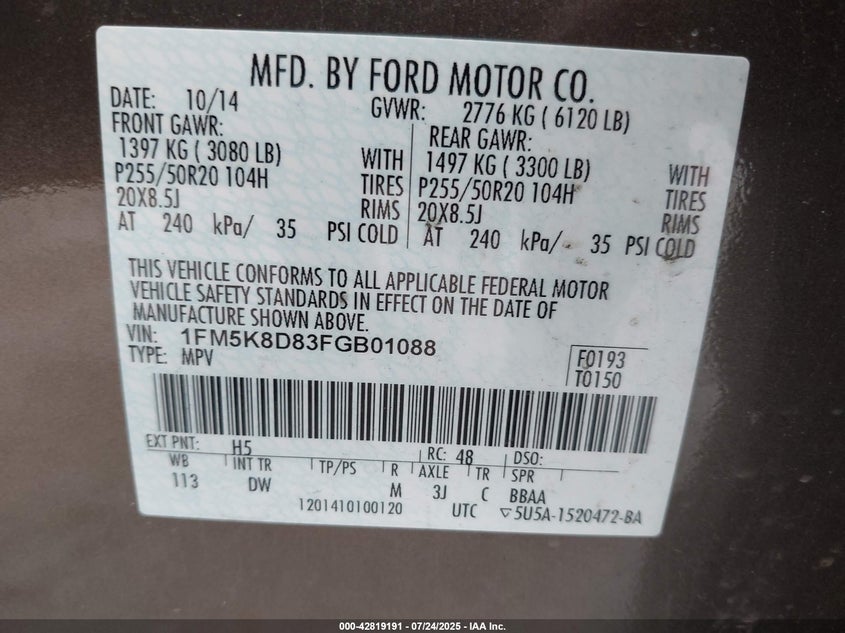 MFD. BY FORD MOTOR CO.
DATE: 10/14 GVWR: 2776 KG ( 6120 LB)
FRONT GAWR: REAR GAWR:
1397 KG ( 3080 LB) WITH 1497 KG ( 3300 LB) WITH
P255/50R20 104H TIRES P255/50R20 104H TIRES
20X8.5J RIMS 20X8.5J RIMS
AT 240 kPa/ 35 PSI COLD AT 240 kPa/ 35 PSI COLD
THIS VEHICLE CONFORMS TO ALL APPLICABLE FEDERAL MOTOR
VEHICLE SAFETY STANDARDS IN EFFECT ON THE DATE OF
MANUFACTURE SHOWN ABOVE.
VIN: 1FM5K8D83FGB01088
TYPE: MPV
F0193
T0150
EXT PNT: H5 RC: 48 DSO:
WB INT TR TP/PS R AXLE TR SPR
113 DW M 3J C BBAA
1201410100120 UTC ▽5U5A-1520472-BA
000-42819191 - 07/24/2025 - IAA Inc.